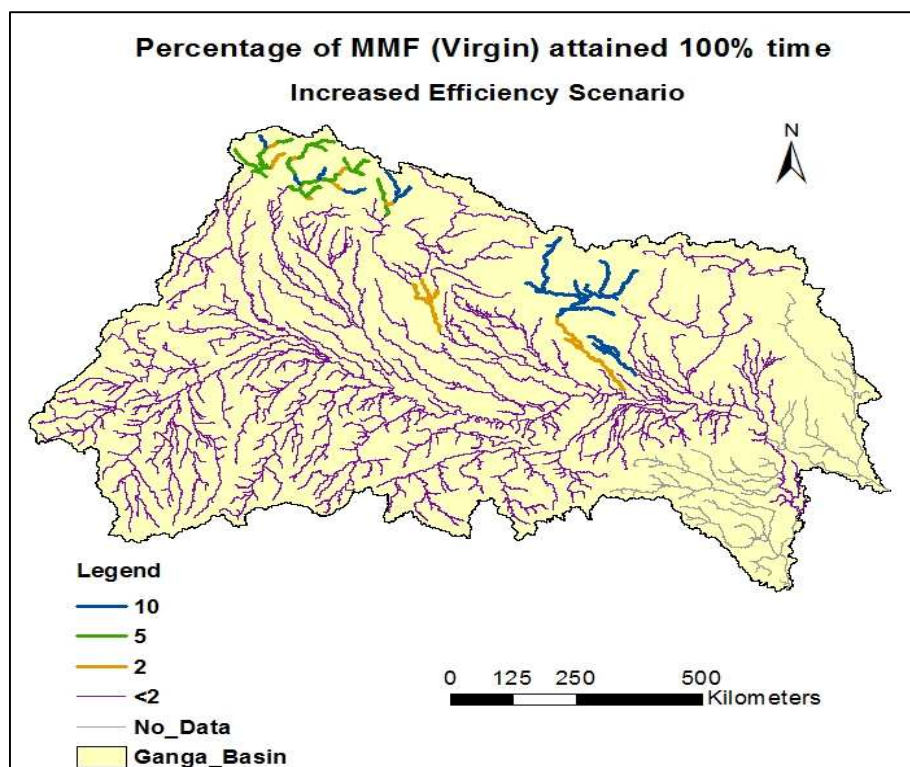 Percentage of MMF (Virgin) attained 100% time
Increased Efficiency Scenario
N
Legend
10
5
2
<2
No_Data
Ganga_Basin
0 125 250 500
Kilometers